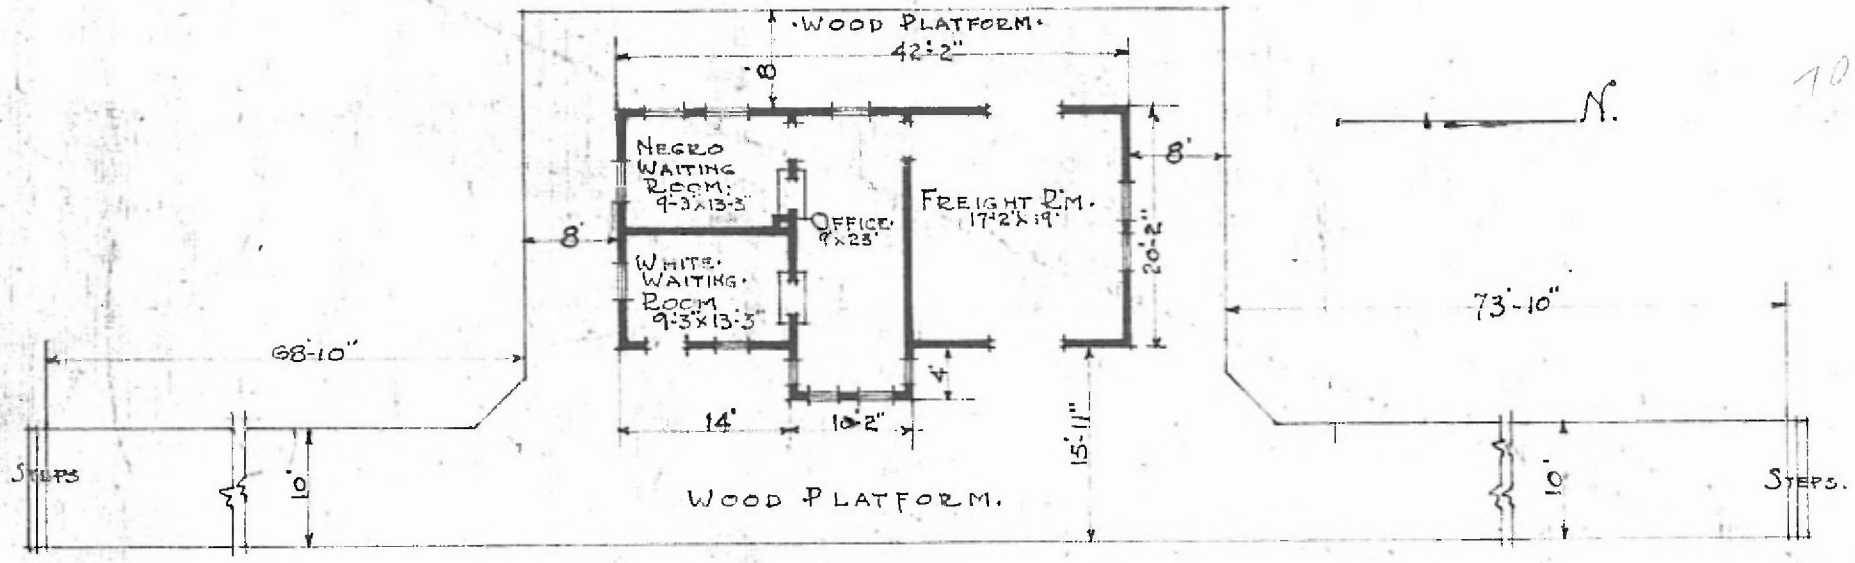 ·WOOD PLATFORM·
42'-2"
8'
N.
70
NEGRO
WAITING
ROOM.
9-3"x13-3"
OFFICE.
9'x23'
FREIGHT R'M.
17'-2"x19'
8'
20'-2"
8'
WHITE·
WAITING·
ROOM
9'-3"x13'-3"
68'-10"
73'-10"
4'
14'
10'-2"
15'-11"
STEPS
10'
WOOD PLATFORM.
10'
STEPS.